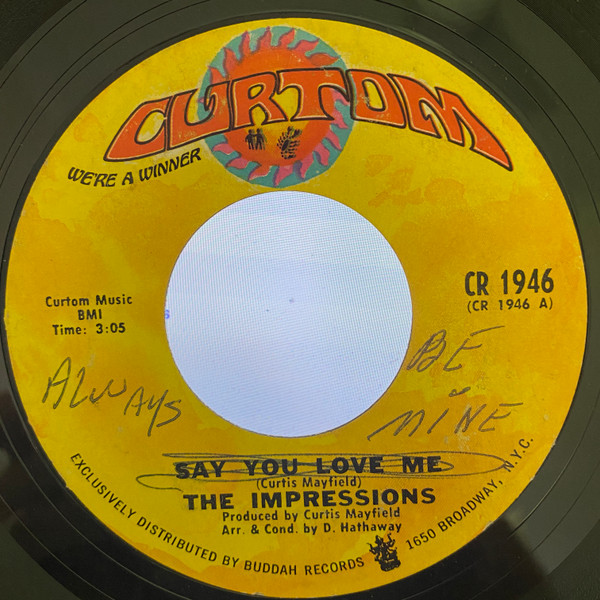 CURTOM
WE'RE A WINNER
Curtom Music
BMI
Time: 3:05
CR 1946
(CR 1946 A)
ALWAYS
BE
MINE
SAY YOU LOVE ME
(Curtis Mayfield)
THE IMPRESSIONS
Produced by Curtis Mayfield
Arr. & Cond. by D. Hathaway
EXCLUSIVELY DISTRIBUTED BY BUDDAH RECORDS 1650 BROADWAY, N.Y.C.